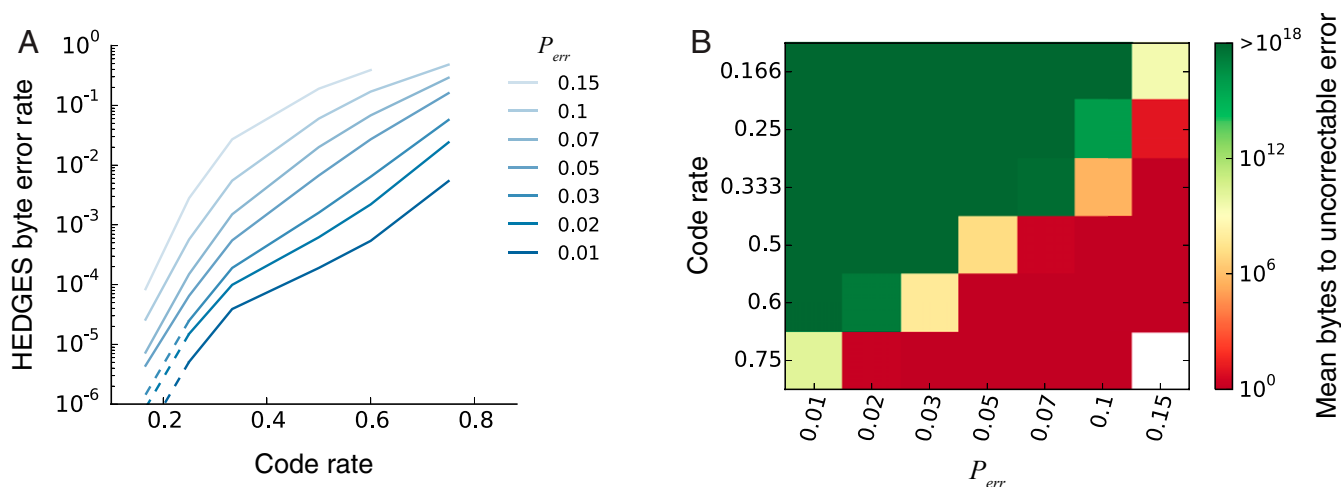 A
HEDGES byte error rate
10^0
10^-1
10^-2
10^-3
10^-4
10^-5
10^-6
0.2 0.4 0.6 0.8
Code rate
P_err
0.15
0.1
0.07
0.05
0.03
0.02
0.01
B
Code rate
0.166
0.25
0.333
0.5
0.6
0.75
0.01 0.02 0.03 0.05 0.07 0.1 0.15
P_err
>10^18
10^12
10^6
10^0
Mean bytes to uncorrectable error